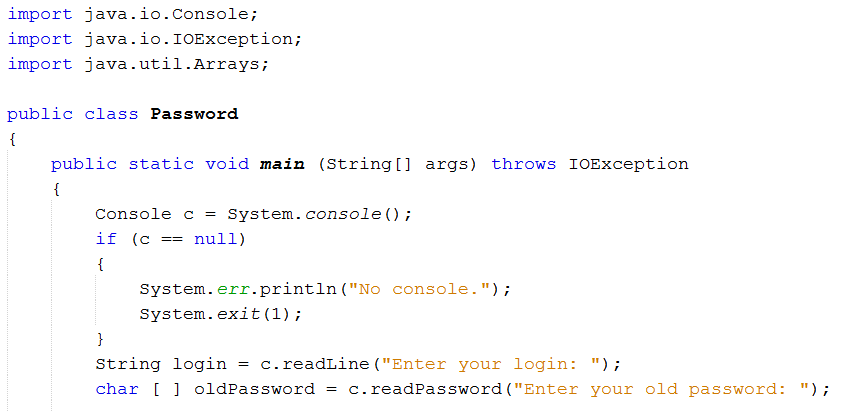 import java.io.Console;
import java.io.IOException;
import java.util.Arrays;

public class Password
{
    public static void main (String[] args) throws IOException
    {
        Console c = System.console();
        if (c == null)
        {
            System.err.println("No console.");
            System.exit(1);
        }
        String login = c.readLine("Enter your login: ");
        char [ ] oldPassword = c.readPassword("Enter your old password: ");